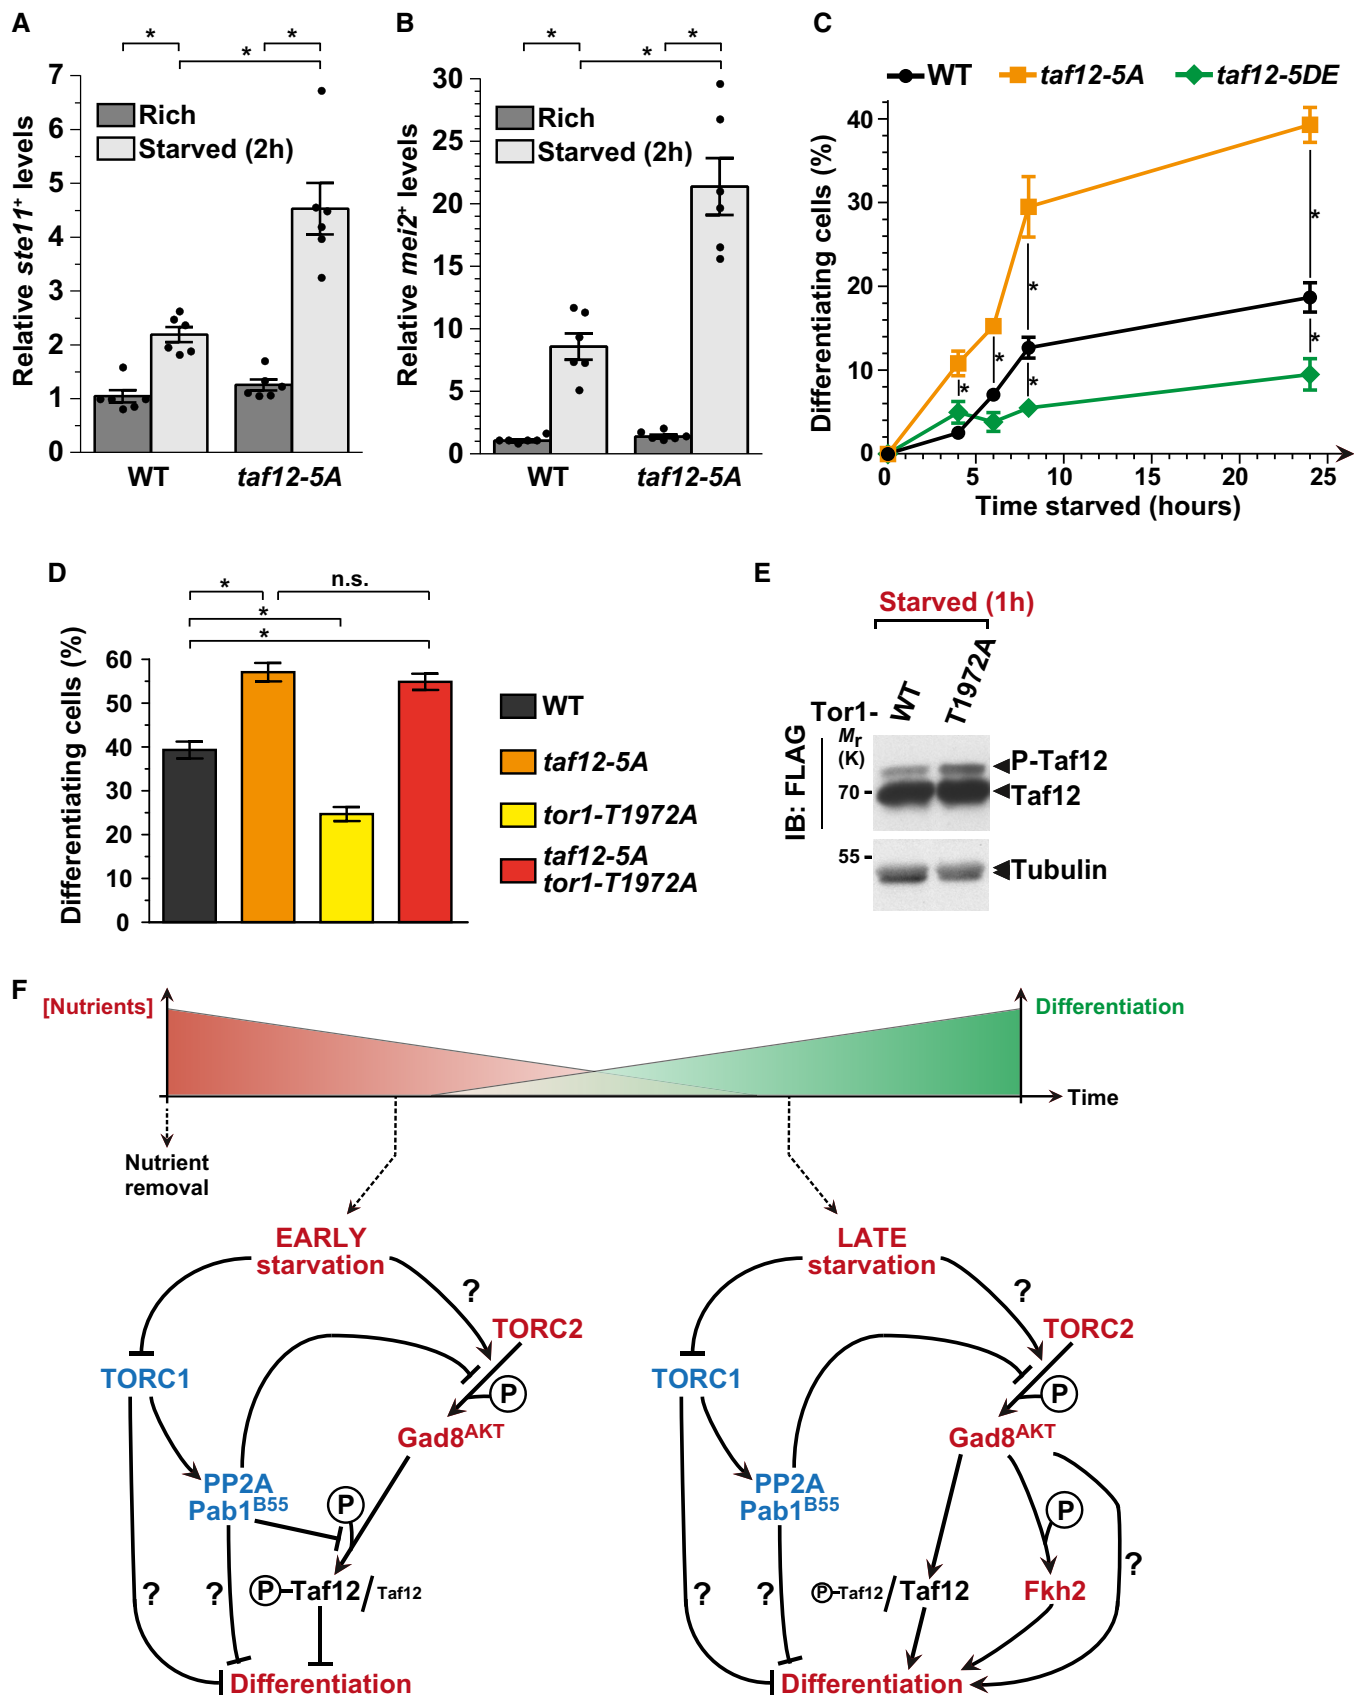 A
* * *
Relative ste11+ levels
7
6
5
4
3
2
1
0
Rich
Starved (2h)
WT taf12-5A
B
* * *
Relative mei2+ levels
30
25
20
15
10
5
0
Rich
Starved (2h)
WT taf12-5A
C
WT taf12-5A taf12-5DE
Differentiating cells (%)
40
30
20
10
0
* * * * * *
0 5 10 15 20 25
Time starved (hours)
D
* n.s.
*
*
Differentiating cells (%)
60
50
40
30
20
10
0
WT
taf12-5A
tor1-T1972A
taf12-5A
tor1-T1972A
E
Starved (1h)
Tor1- WT T1972A
IB: FLAG
Mr
(K)
70
55
P-Taf12
Taf12
Tubulin
F
[Nutrients]
Differentiation
Time
Nutrient
removal
EARLY
starvation
?
TORC2
TORC1
P
Gad8AKT
PP2A
Pab1B55
P
? ?
P-Taf12/Taf12
Differentiation
LATE
starvation
?
TORC2
TORC1
P
Gad8AKT
PP2A
Pab1B55
P
? ? ?
P-Taf12/Taf12
Fkh2
Differentiation